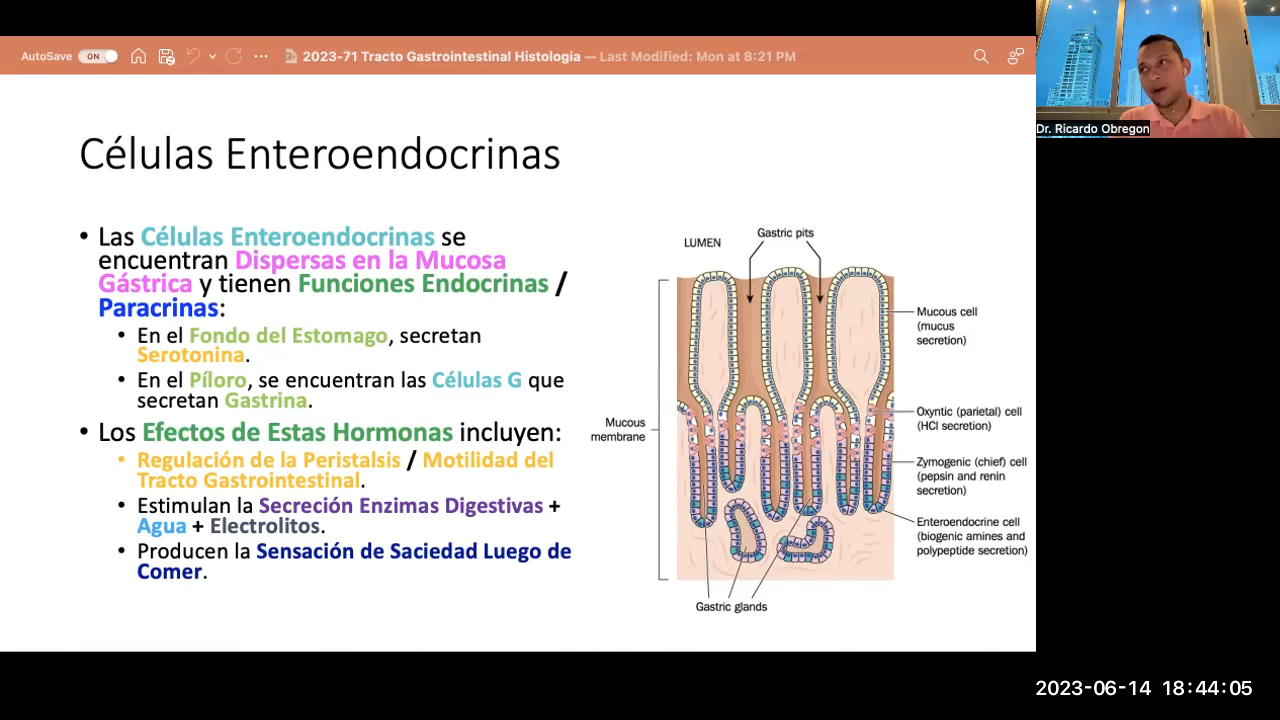 AutoSave ON 2023-71 Tracto Gastrointestinal Histologia — Last Modified: Mon at 8:21 PM
Dr. Ricardo Obregon
Células Enteroendocrinas
• Las Células Enteroendocrinas se
encuentran Dispersas en la Mucosa
Gástrica y tienen Funciones Endocrinas /
Paracrinas:
• En el Fondo del Estomago, secretan
Serotonina.
• En el Píloro, se encuentran las Células G que
secretan Gastrina.
• Los Efectos de Estas Hormonas incluyen:
• Regulación de la Peristalsis / Motilidad del
Tracto Gastrointestinal.
• Estimulan la Secreción Enzimas Digestivas +
Agua + Electrolitos.
• Producen la Sensación de Saciedad Luego de
Comer.
LUMEN
Gastric pits
Mucous cell
(mucus
secretion)
Oxyntic (parietal) cell
(HCl secretion)
Mucous
membrane
Zymogenic (chief) cell
(pepsin and renin
secretion)
Enteroendocrine cell
(biogenic amines and
polypeptide secretion)
Gastric glands
2023-06-14 18:44:05